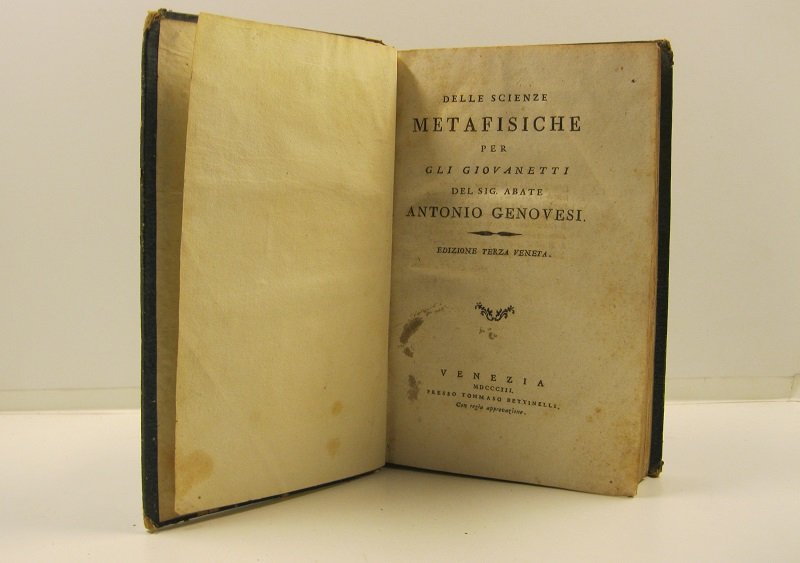 DELLE SCIENZE
METAFISICHE
PER
GLI GIOVANETTI
DEL SIG. ABATE
ANTONIO GENOVESI.
EDIZIONE TERZA VENETA.
VENEZIA
MDCCCIII.
PRESSO TOMMASO BETTINELLI,
Con regia approvazione.